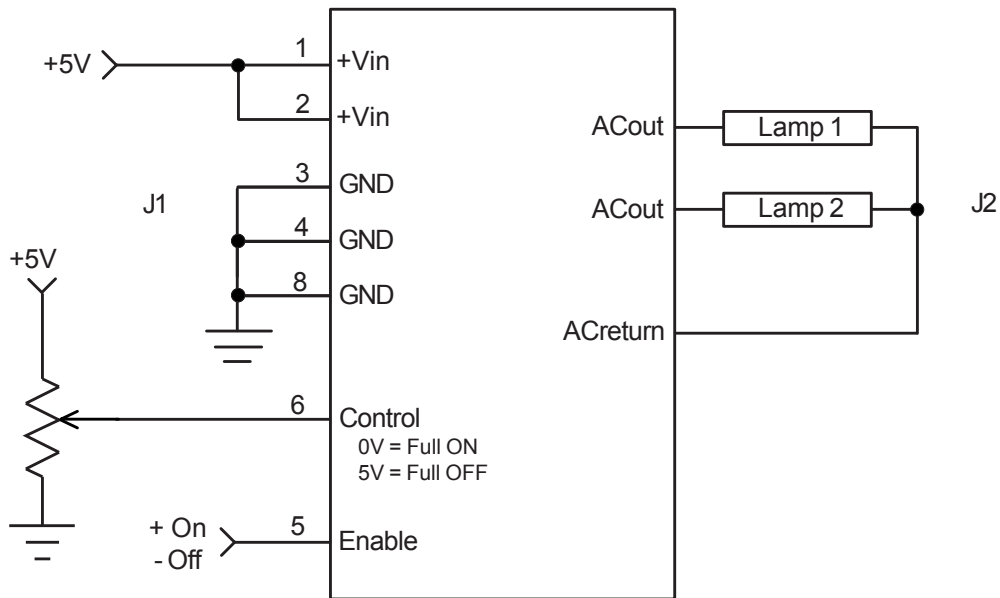 +5V
1
+Vin
2
+Vin
3
GND
J1
4
GND
8
GND
+5V
6
Control
0V = Full ON
5V = Full OFF
+ On
- Off
5
Enable
ACout
Lamp 1
ACout
Lamp 2
J2
ACreturn